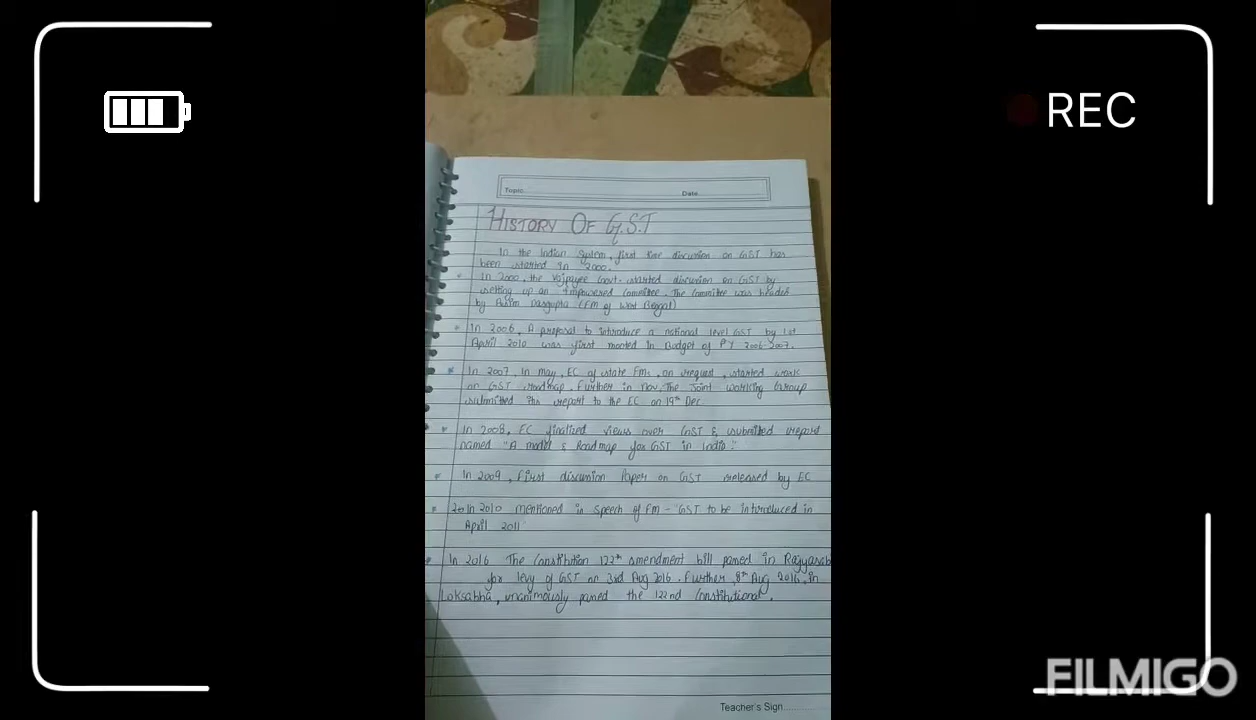 REC
Topic
Date
HISTORY OF G.S.T
In the Indian System, first time discussion on GST has
been started in 2000.
In 2000, the Vajpayee Govt. started discussion on GST by
setting up an Empowered Committee. The Committee was headed
by Asim Dasgupta (FM of West Bengal)
In 2006, A proposal to introduce a national level GST by 1st
April 2010 was first mooted in Budget of FY 2006-2007.
In 2007, In may, EC of state FMs, on request, started work
on GST roadmap. Further in nov, The Joint Working Group
submitted its report to the EC on 19th Dec
In 2008, EC finalized views over GST & submitted report
named "A model & Roadmap for GST in India."
In 2009, First discussion Paper on GST released by EC
In 2010 mentioned in speech of FM - 'GST to be introduced in
April 2011'
In 2016 The Constitution 122th amendment bill passed in Rajyasab
for levy of GST on 3rd Aug 2016. Further, 8th Aug 2016, in
Loksabha, unanimously passed the 122nd Constitutional.
Teacher's Sign
FILMIGO